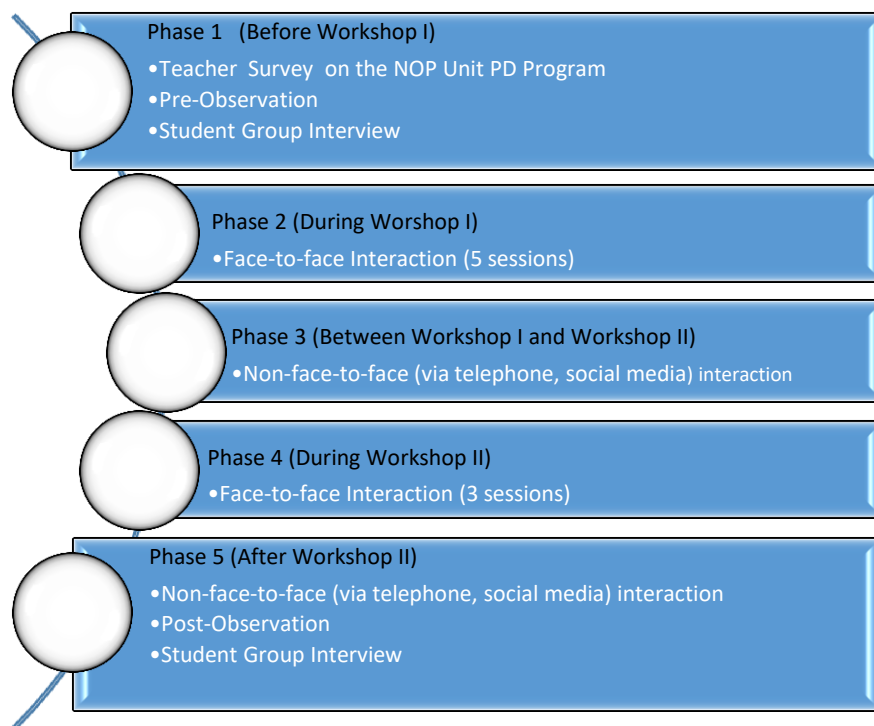 Phase 1   (Before Workshop I)
•Teacher  Survey  on the NOP Unit PD Program
•Pre-Observation
•Student Group Interview
Phase 2 (During Worshop I)
•Face-to-face Interaction (5 sessions)
Phase 3 (Between Workshop I and Workshop II)
•Non-face-to-face (via telephone, social media) interaction
Phase 4 (During Workshop II)
•Face-to-face Interaction (3 sessions)
Phase 5 (After Workshop II)
•Non-face-to-face (via telephone, social media) interaction
•Post-Observation
•Student Group Interview